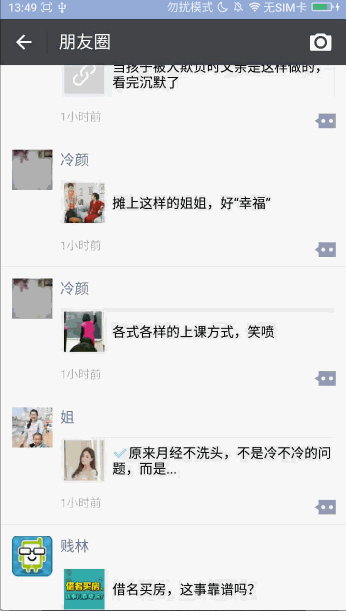 13:49 勿扰模式 无SIM卡
朋友圈
当孩子被人欺负时父亲是这样做的，
看完沉默了
1小时前
冷颜
摊上这样的姐姐，好“幸福”
1小时前
冷颜
各式各样的上课方式，笑喷
1小时前
姐
原来月经不洗头，不是冷不冷的问
题，而是...
1小时前
贱林
借名买房，
借名买房，这事靠谱吗？